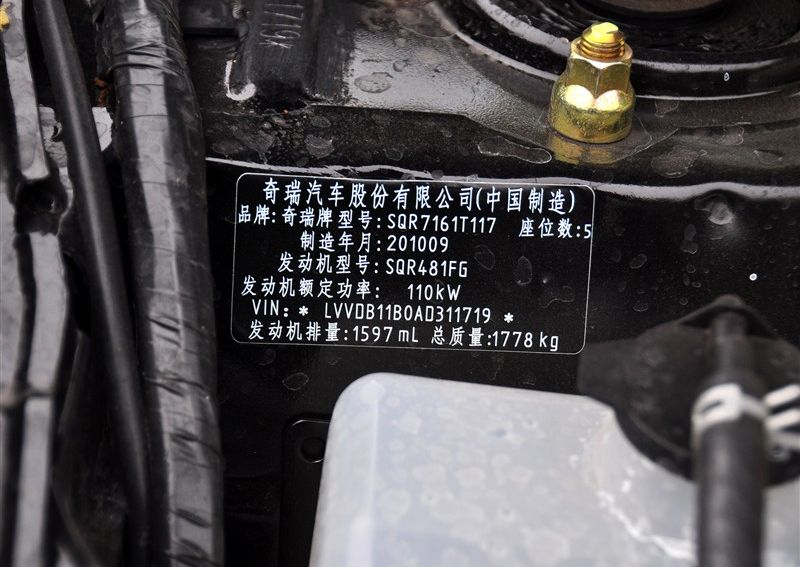 奇瑞汽车股份有限公司(中国制造)
品牌:奇瑞牌 型号:SQR7161T117 座位数:5
制造年月:201009
发动机型号:SQR481FG
发动机额定功率: 110kW
VIN:* LVVDB11B0AD311719 *
发动机排量:1597mL 总质量:1778kg